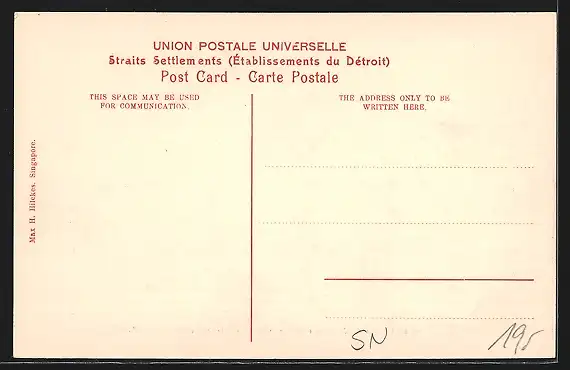 UNION POSTALE UNIVERSELLE
Straits Settlements (Établissements du Détroit)
Post Card - Carte Postale
THIS SPACE MAY BE USED
FOR COMMUNICATION.
THE ADDRESS ONLY TO BE
WRITTEN HERE.
Max H. Hilckes, Singapore.
SN